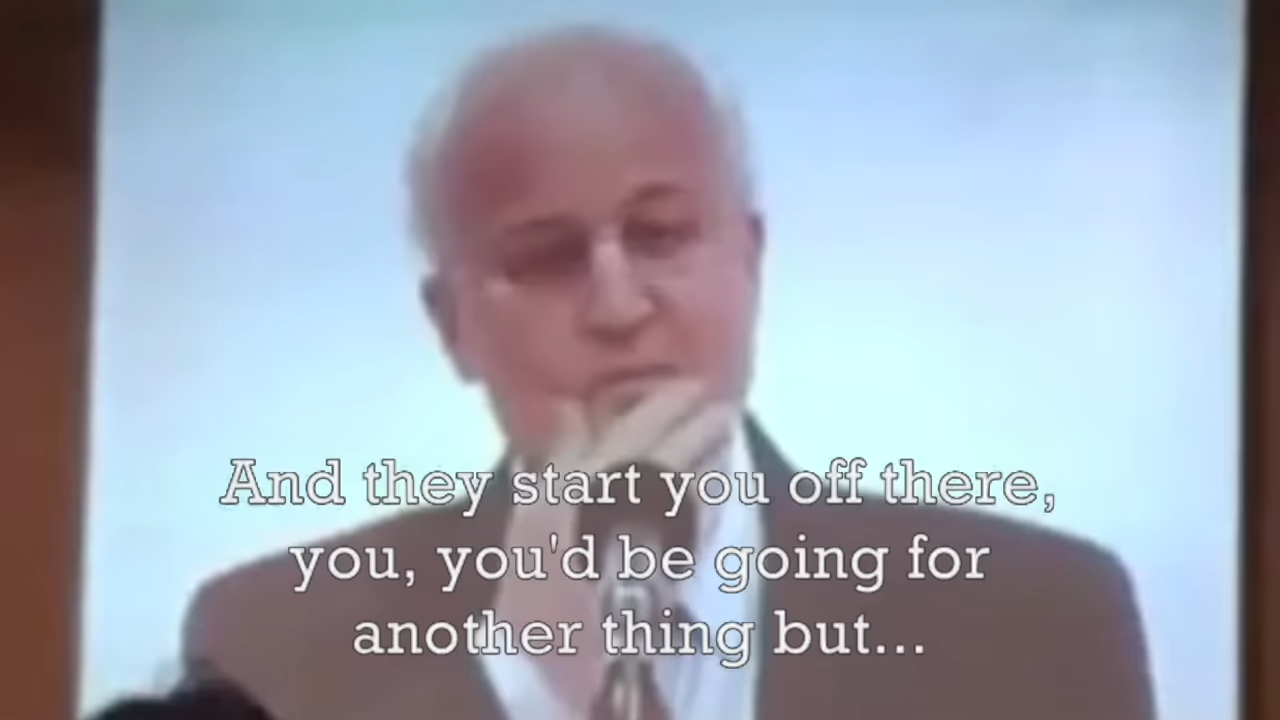 And they start you off there,
you, you'd be going for
another thing but...